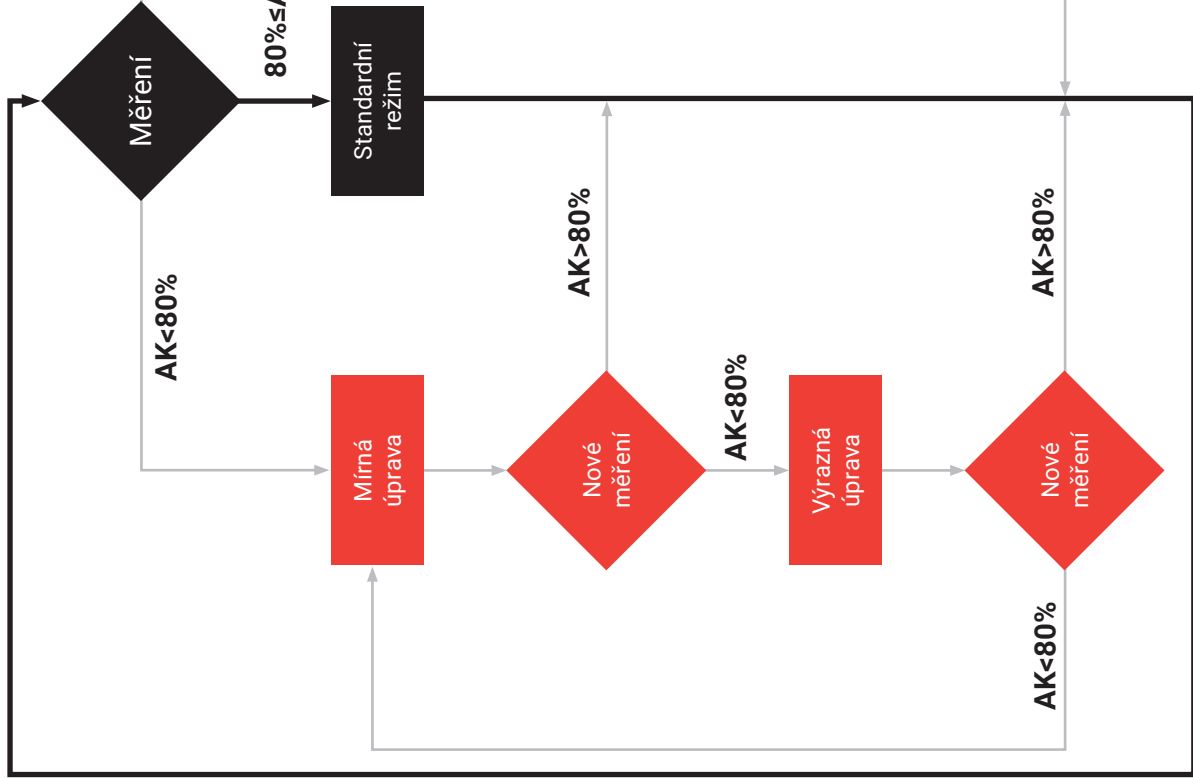 Měření
80%≤A
Standardní
režim
AK<80%
Mírná
úprava
Nové
měření
AK>80%
AK<80%
Výrazná
úprava
Nové
měření
AK>80%
AK<80%